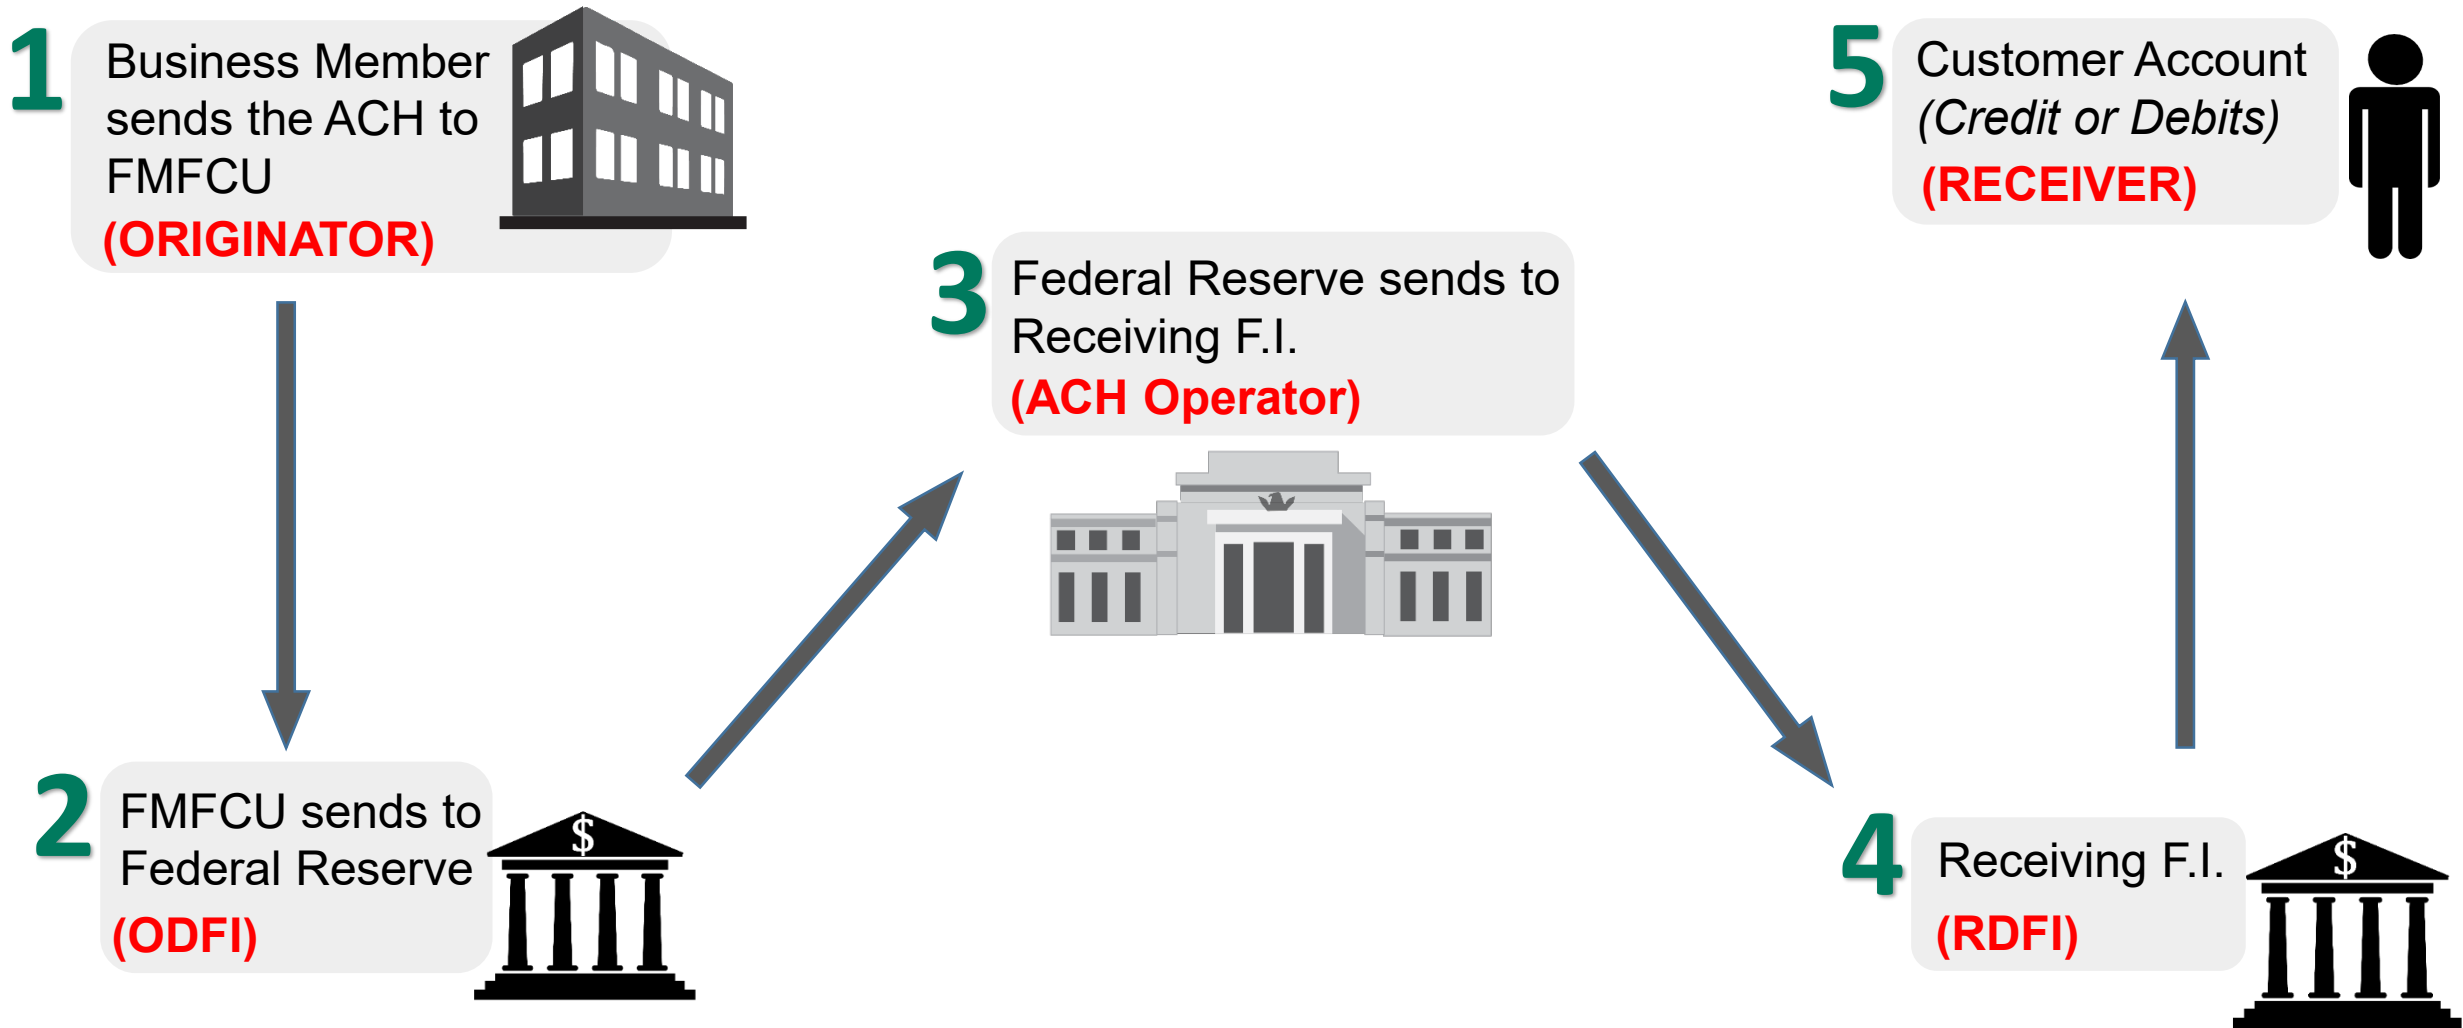 1
Business Member
sends the ACH to
FMFCU
(ORIGINATOR)
2
FMFCU sends to
Federal Reserve
(ODFI)
$
3
Federal Reserve sends to
Receiving F.I.
(ACH Operator)
4
Receiving F.I.
(RDFI)
$
5
Customer Account
(Credit or Debits)
(RECEIVER)